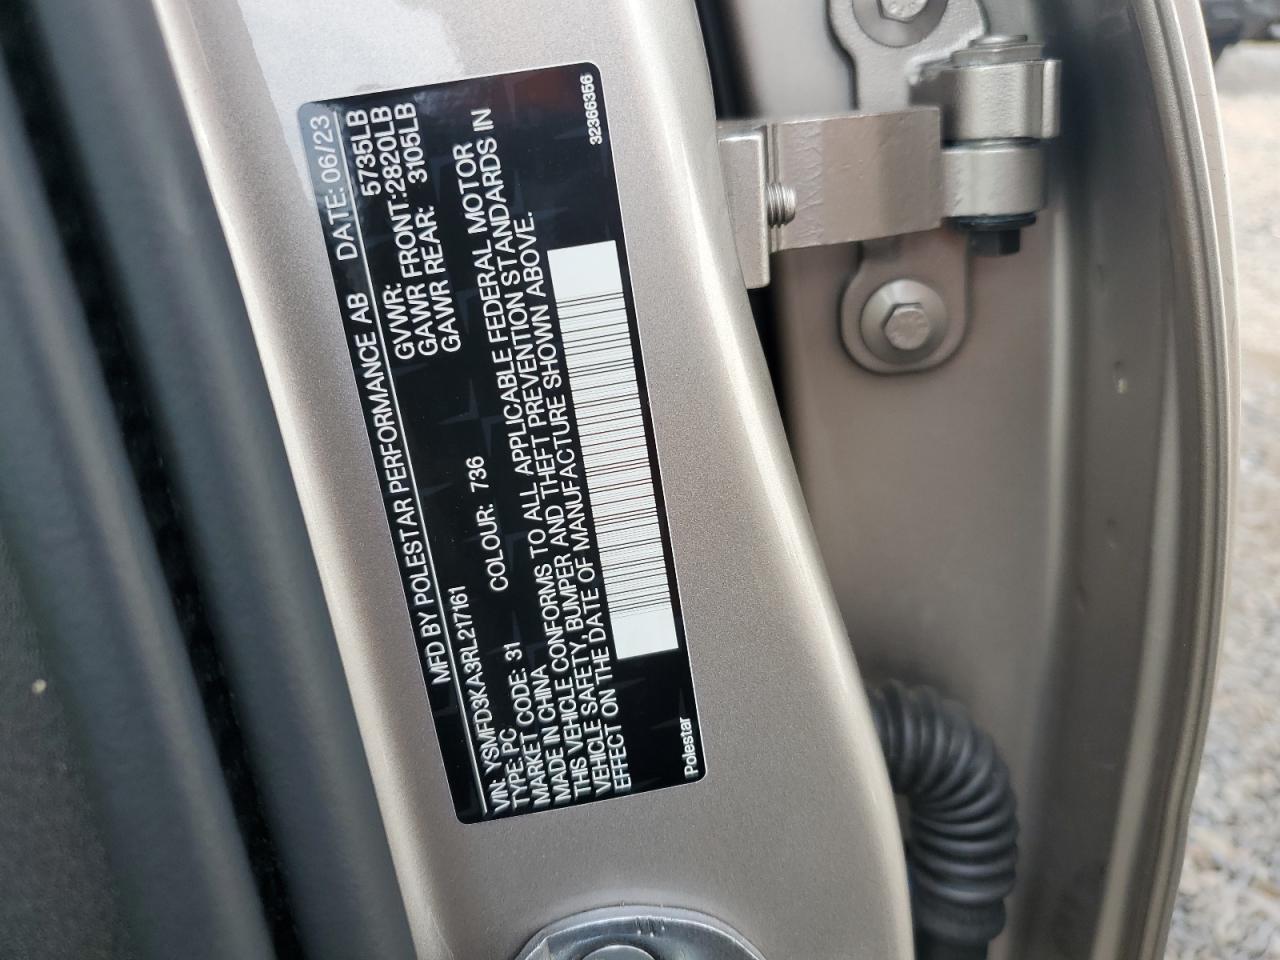 MFD BY POLESTAR PERFORMANCE AB DATE: 06/23
GVWR: 5735LB
GAWR FRONT: 2820LB
GAWR REAR: 3105LB
VIN: YSMFD3KA3RL217161
TYPE: PC COLOUR: 736
MARKET CODE: 31
MADE IN CHINA
THIS VEHICLE CONFORMS TO ALL APPLICABLE FEDERAL MOTOR
VEHICLE SAFETY, BUMPER AND THEFT PREVENTION STANDARDS IN
EFFECT ON THE DATE OF MANUFACTURE SHOWN ABOVE.
Polestar 32366356